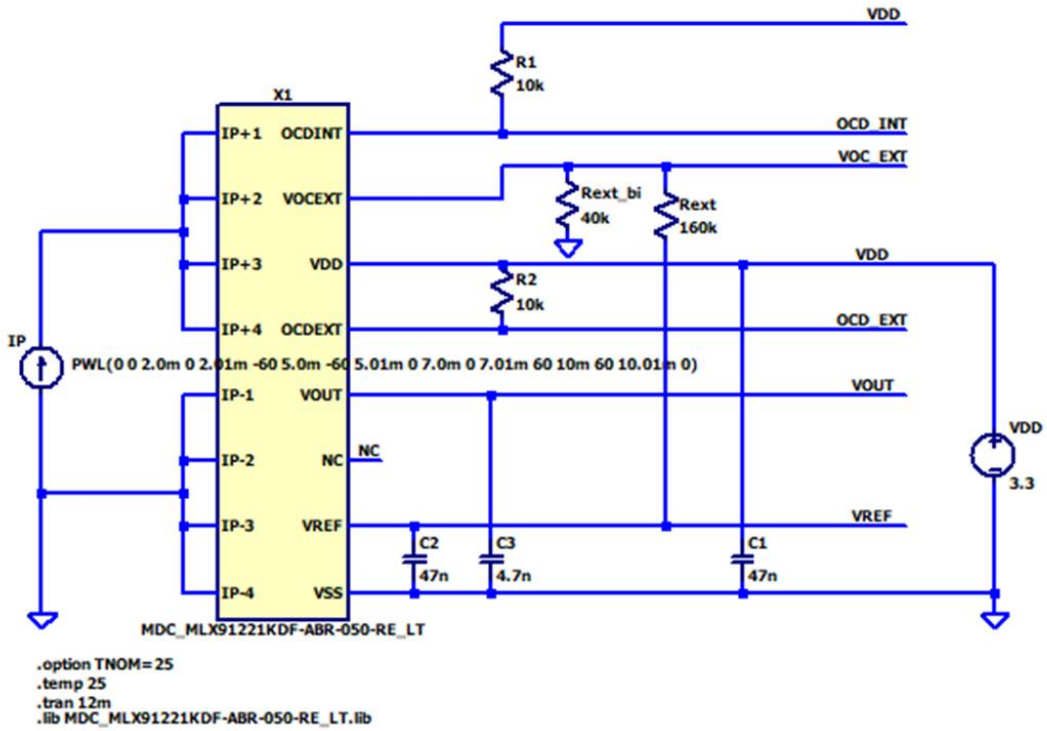 VDD
R1
10k
X1
IP+1 OCDINT
OCD_INT
VOC_EXT
IP+2 VOCEXT
Rext_bi
40k
Rext
160k
VDD
IP+3 VDD
R2
10k
IP+4 OCDEXT
OCD_EXT
IP
PWL(0 0 2.0m 0 2.01m -60 5.0m -60 5.01m 0 7.0m 0 7.01m 60 10m 60 10.01m 0)
IP-1 VOUT
VOUT
VDD
3.3
IP-2 NC
NC
IP-3 VREF
VREF
C2
47n
C3
4.7n
C1
47n
IP-4 VSS
MDC_MLX91221KDF-ABR-050-RE_LT
.option TNOM=25
.temp 25
.tran 12m
.lib MDC_MLX91221KDF-ABR-050-RE_LT.lib